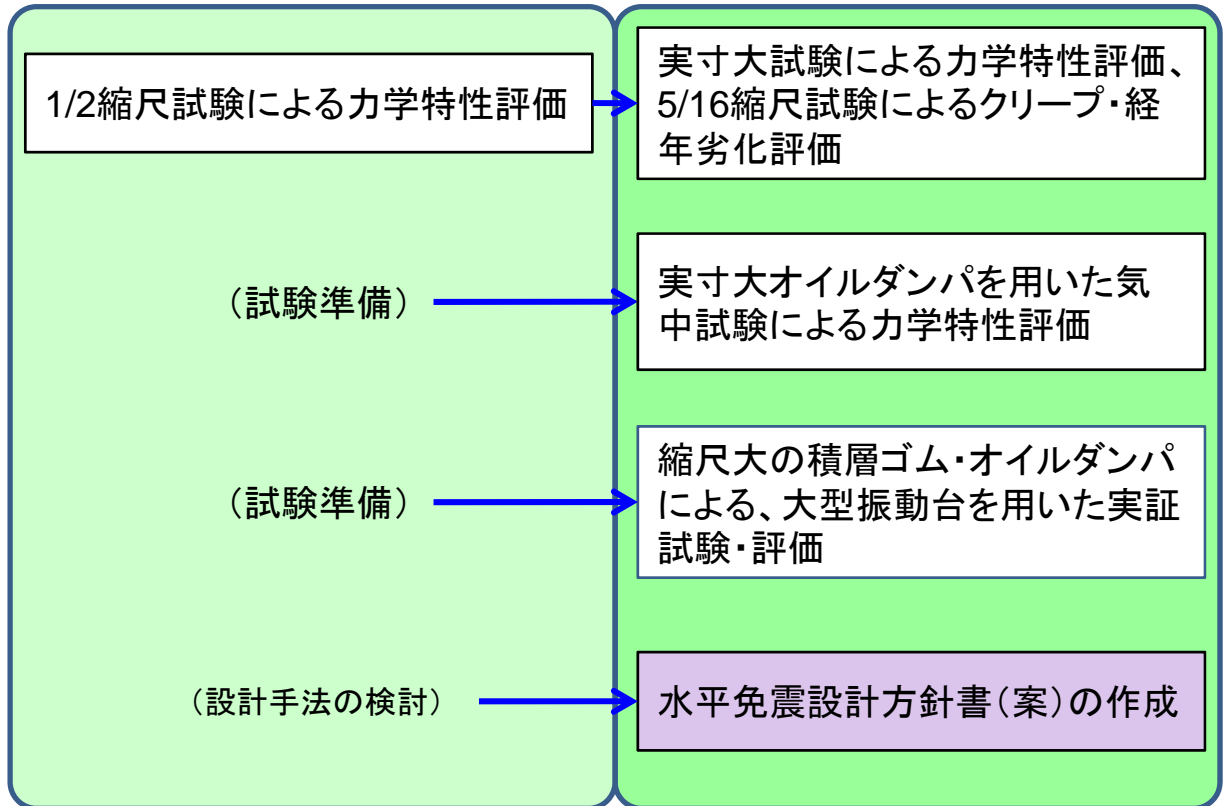 1/2縮尺試験による力学特性評価
実寸大試験による力学特性評価、
5/16縮尺試験によるクリープ・経
年劣化評価
（試験準備）
実寸大オイルダンパを用いた気
中試験による力学特性評価
（試験準備）
縮尺大の積層ゴム・オイルダンパ
による、大型振動台を用いた実証
試験・評価
（設計手法の検討）
水平免震設計方針書（案）の作成